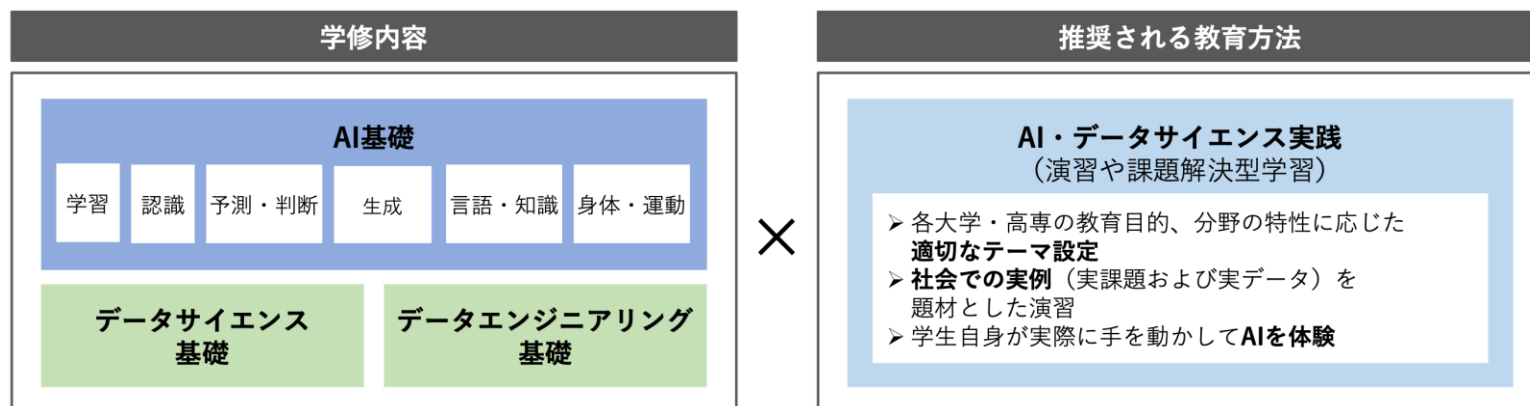 学修内容
AI基礎
学習
認識
予測・判断
生成
言語・知識
身体・運動
データサイエンス
基礎
データエンジニアリング
基礎
×
推奨される教育方法
AI・データサイエンス実践
（演習や課題解決型学習）
➢ 各大学・高専の教育目的、分野の特性に応じた
適切なテーマ設定
➢ 社会での実例（実課題および実データ）を
題材とした演習
➢ 学生自身が実際に手を動かしてAIを体験